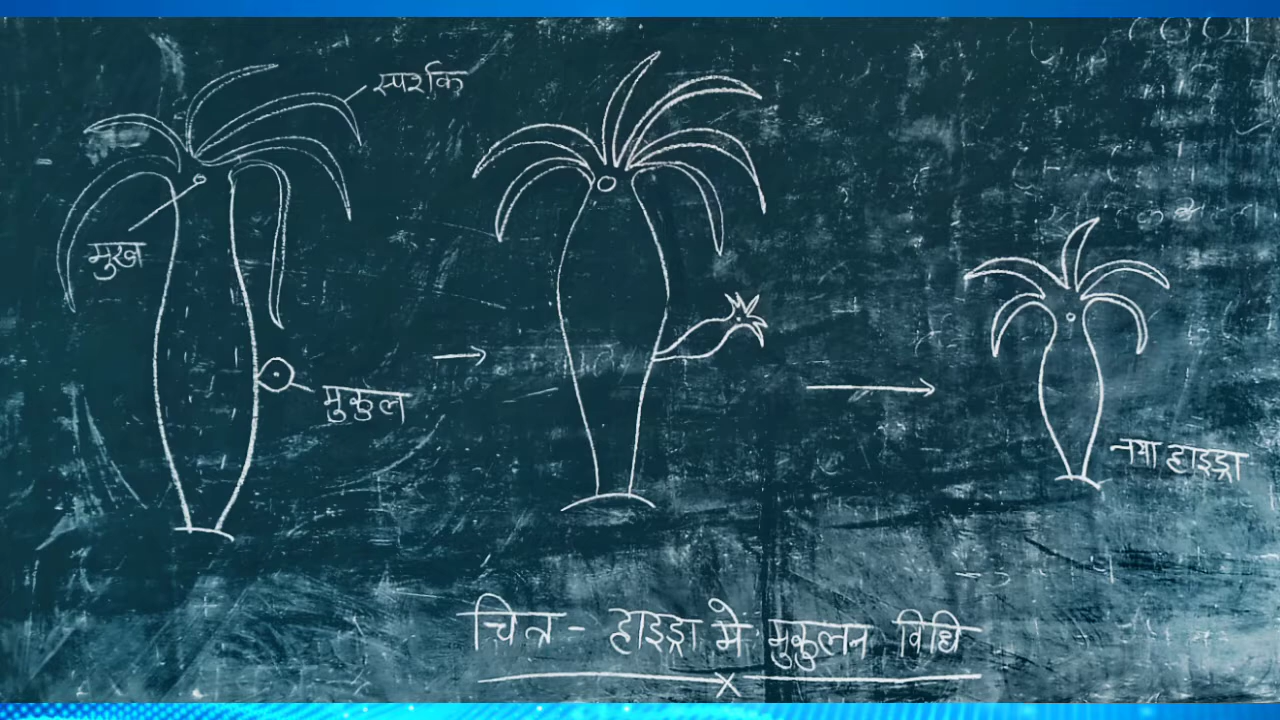 स्पर्शक
मुख
मुकुल
नया हाइड्रा
चित्र - हाइड्रा में मुकुलन विधि